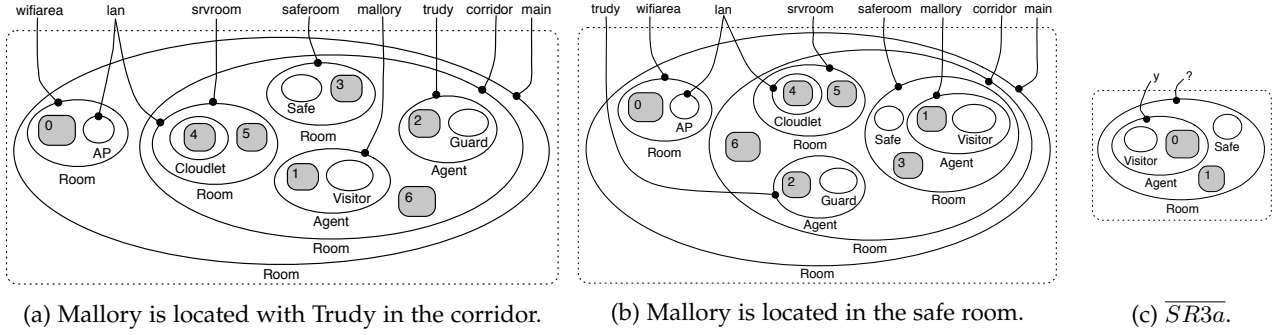 wifiarea lan srvroom saferoom mallory trudy corridor main
0
AP
Room
4
Cloudlet
5
Room
Safe
3
Room
2
Guard
Agent
1
Visitor
Agent
6
Room
Room
(a) Mallory is located with Trudy in the corridor.
trudy wifiarea lan srvroom saferoom mallory corridor main
0
AP
Room
4
5
Cloudlet
Room
6
2
Guard
Agent
Safe
1
Visitor
Agent
3
Room
Room
Room
(b) Mallory is located in the safe room.
y ?
Visitor
0
Safe
Agent
1
Room
(c) SR3a.